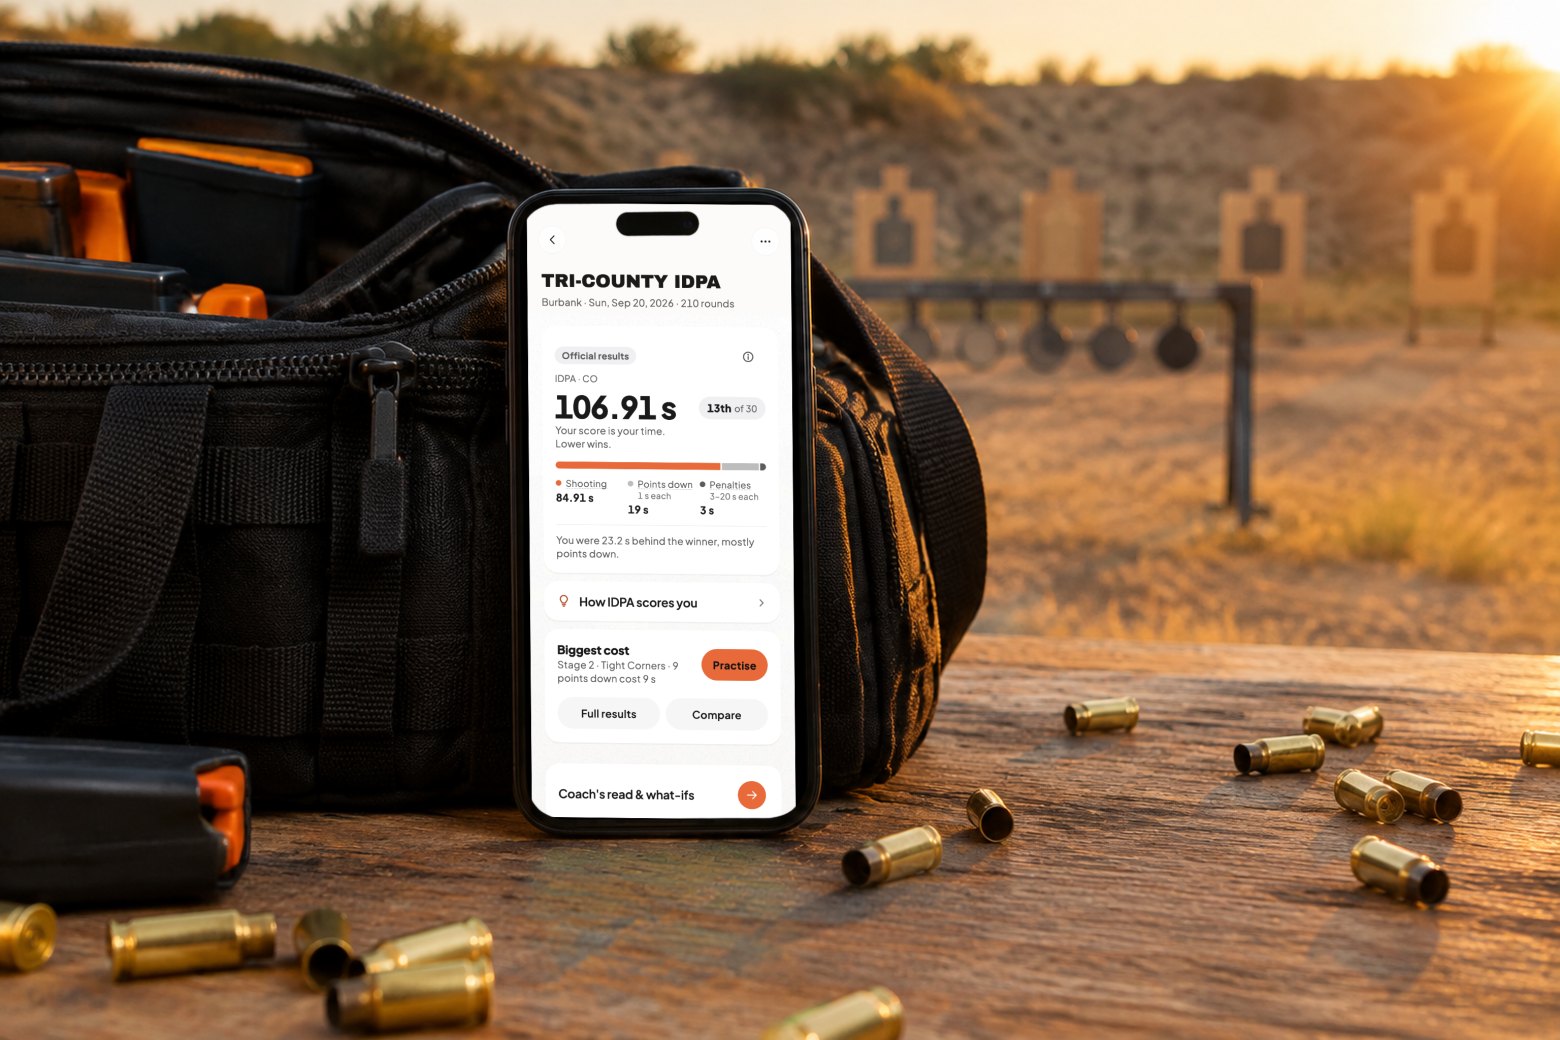 TRI-COUNTY IDPA
Burbank · Sun, Sep 20, 2026 · 210 rounds
Official results
IDPA · CO
106.91 s
13th of 30
Your score is your time.
Lower wins.
Shooting
84.91 s
Points down
1 s each
19 s
Penalties
3–20 s each
3 s
You were 23.2 s behind the winner, mostly
points down.
How IDPA scores you
Biggest cost
Stage 2 · Tight Corners · 9
points down cost 9 s
Practise
Full results
Compare
Coach's read & what-ifs